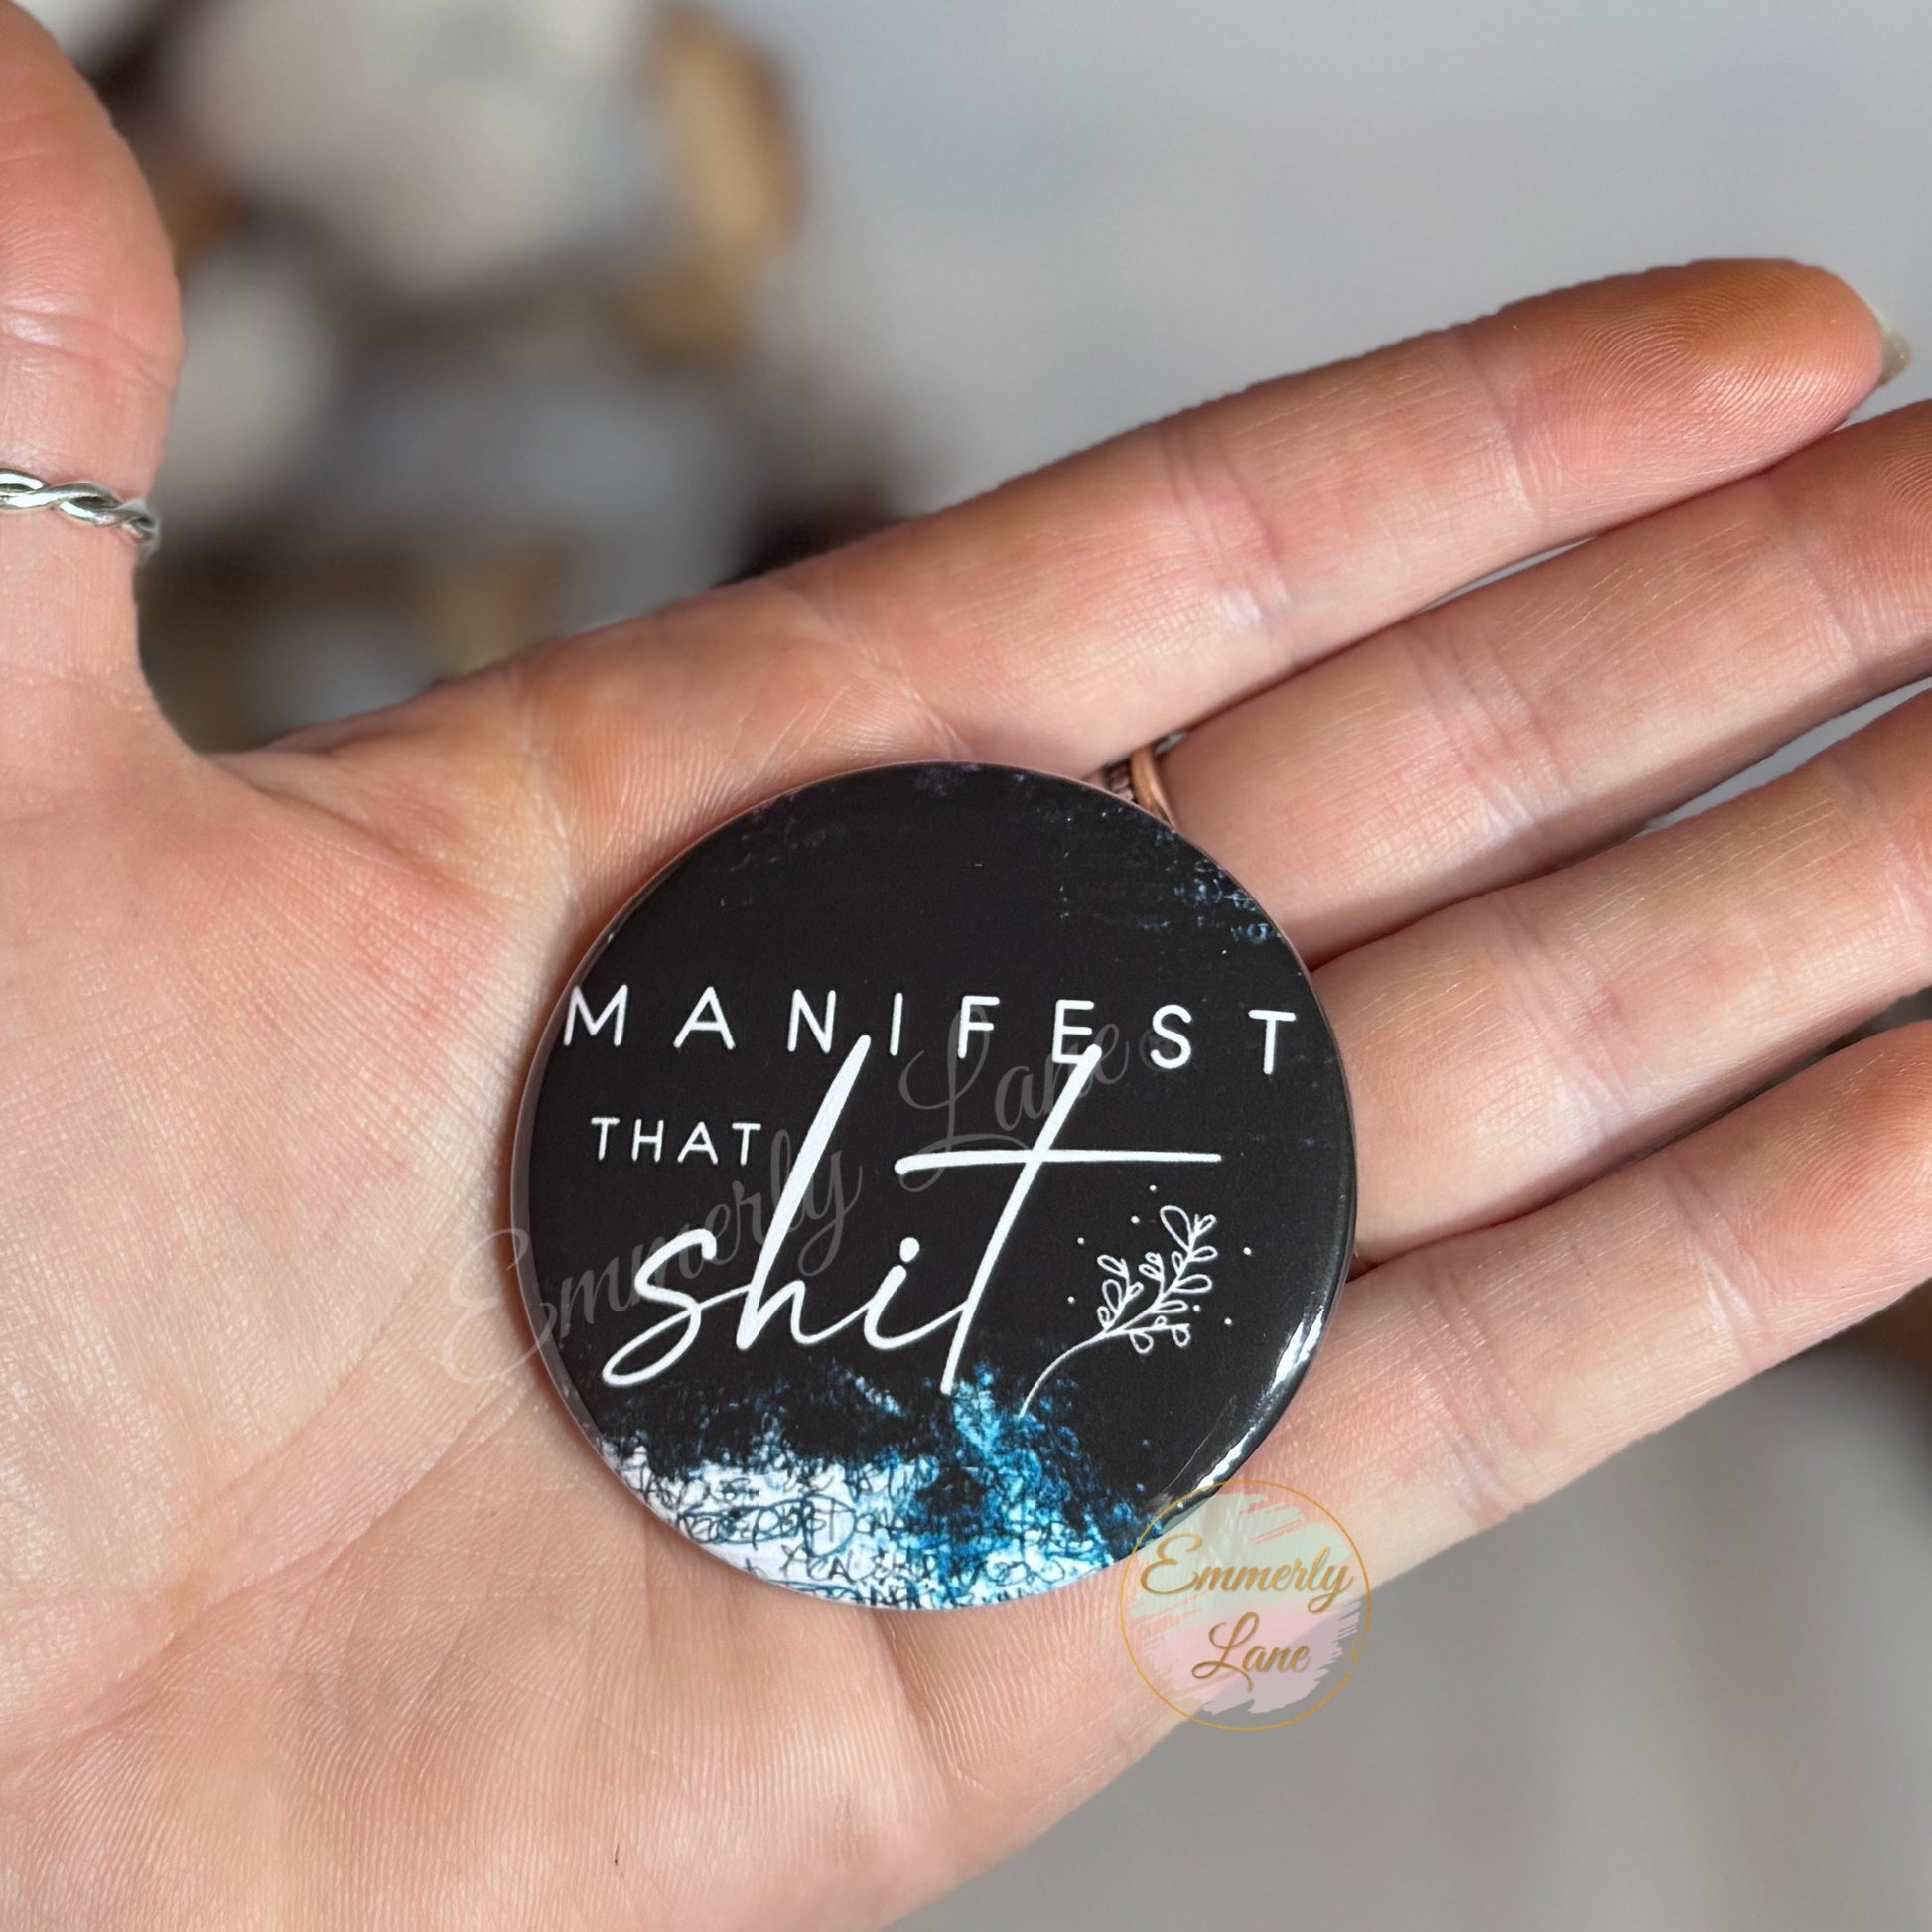 MANIFEST
THAT
shit
Emmerly Lane
Emmerly
Lane